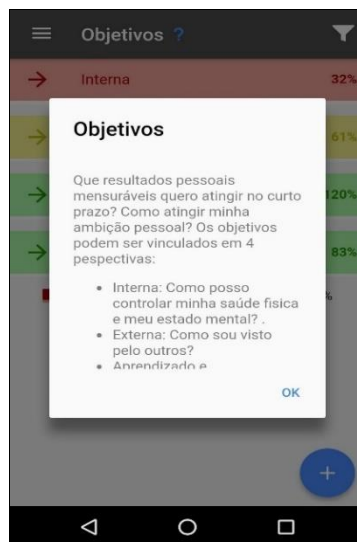 Objetivos ?
Interna 32%
61%
120%
83%
%
Objetivos
Que resultados pessoais
mensuráveis quero atingir no curto
prazo? Como atingir minha
ambição pessoal? Os objetivos
podem ser vinculados em 4
pespectivas:
• Interna: Como posso
controlar minha saúde fisica
e meu estado mental? .
• Externa: Como sou visto
pelo outros?
• Aprendizado e
OK
+